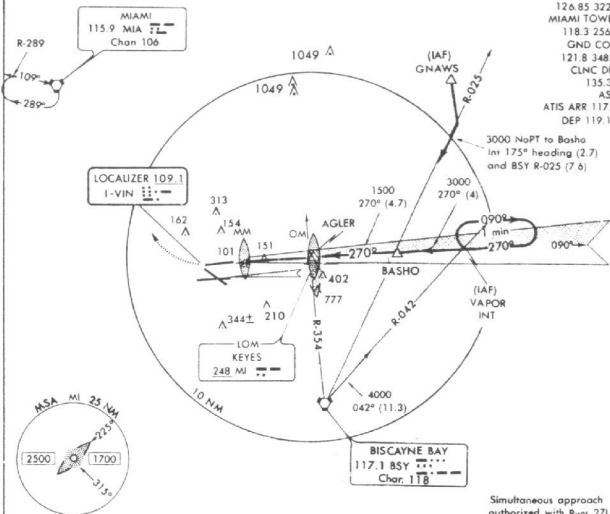 MIAMI
115.9 MIA
Chan 106
R-289
109°
289°
1049
1049
(IAF)
GNAWS
R-025
126.85 322
MIAMI TOWE
118.3 256
GND CO
121.8 348
CLNC D
135.3
AS
ATIS ARR 117.
DEP 119.1
3000 NoPT to Basho
Int 175° heading (2.7)
and BSY R-025 (7.6)
LOCALIZER 109.1
I-VIN
162
313
154
MM
101
151
OM
AGLER
1500
270° (4.7)
3000
270° (4)
090°
1 min
270°
090°
270°
BASHO
(IAF)
VAPOR
INT
402
777
344±
210
LOM
KEYES
248 MI
R-354
R-042
4000
042° (11.3)
10 NM
BISCAYNE BAY
117.1 BSY
Chan 118
MSA MI 25 NM
225°
2500
1700
315°
Simultaneous approach
authorized with Rwy 27